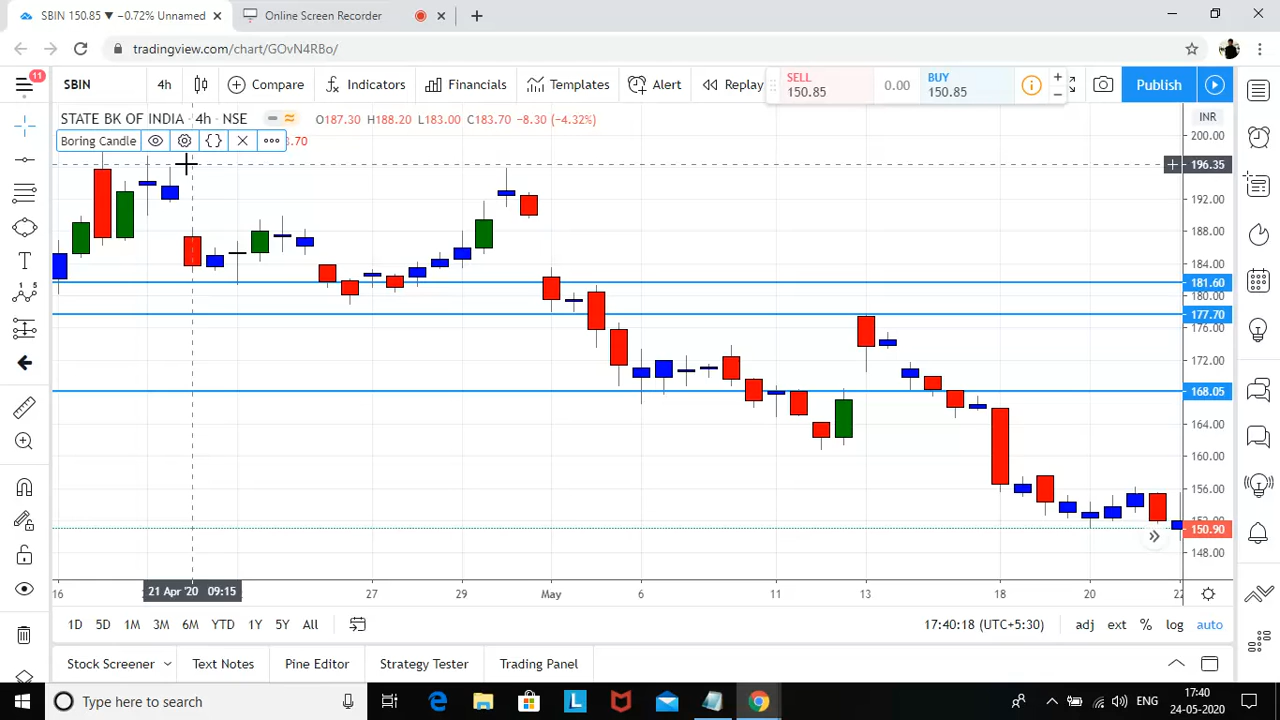 SBIN 150.85 ▼ −0.72% Unnamed
Online Screen Recorder
tradingview.com/chart/GOvN4RBo/
11
SBIN
4h
Compare
Indicators
Financials
Templates
Alert
Replay
SELL
150.85
0.00
BUY
150.85
Publish
STATE BK OF INDIA · 4h · NSE
O187.30 H188.20 L183.00 C183.70 −8.30 (−4.32%)
Boring Candle
3.70
INR
200.00
196.35
192.00
188.00
184.00
181.60
180.00
177.70
176.00
172.00
168.05
164.00
160.00
156.00
150.90
148.00
16
21 Apr '20 09:15
27
29
May
6
11
13
18
20
22
1D 5D 1M 3M 6M YTD 1Y 5Y All
17:40:18 (UTC+5:30)
adj ext % log auto
Stock Screener
Text Notes
Pine Editor
Strategy Tester
Trading Panel
Type here to search
ENG
17:40
24-05-2020